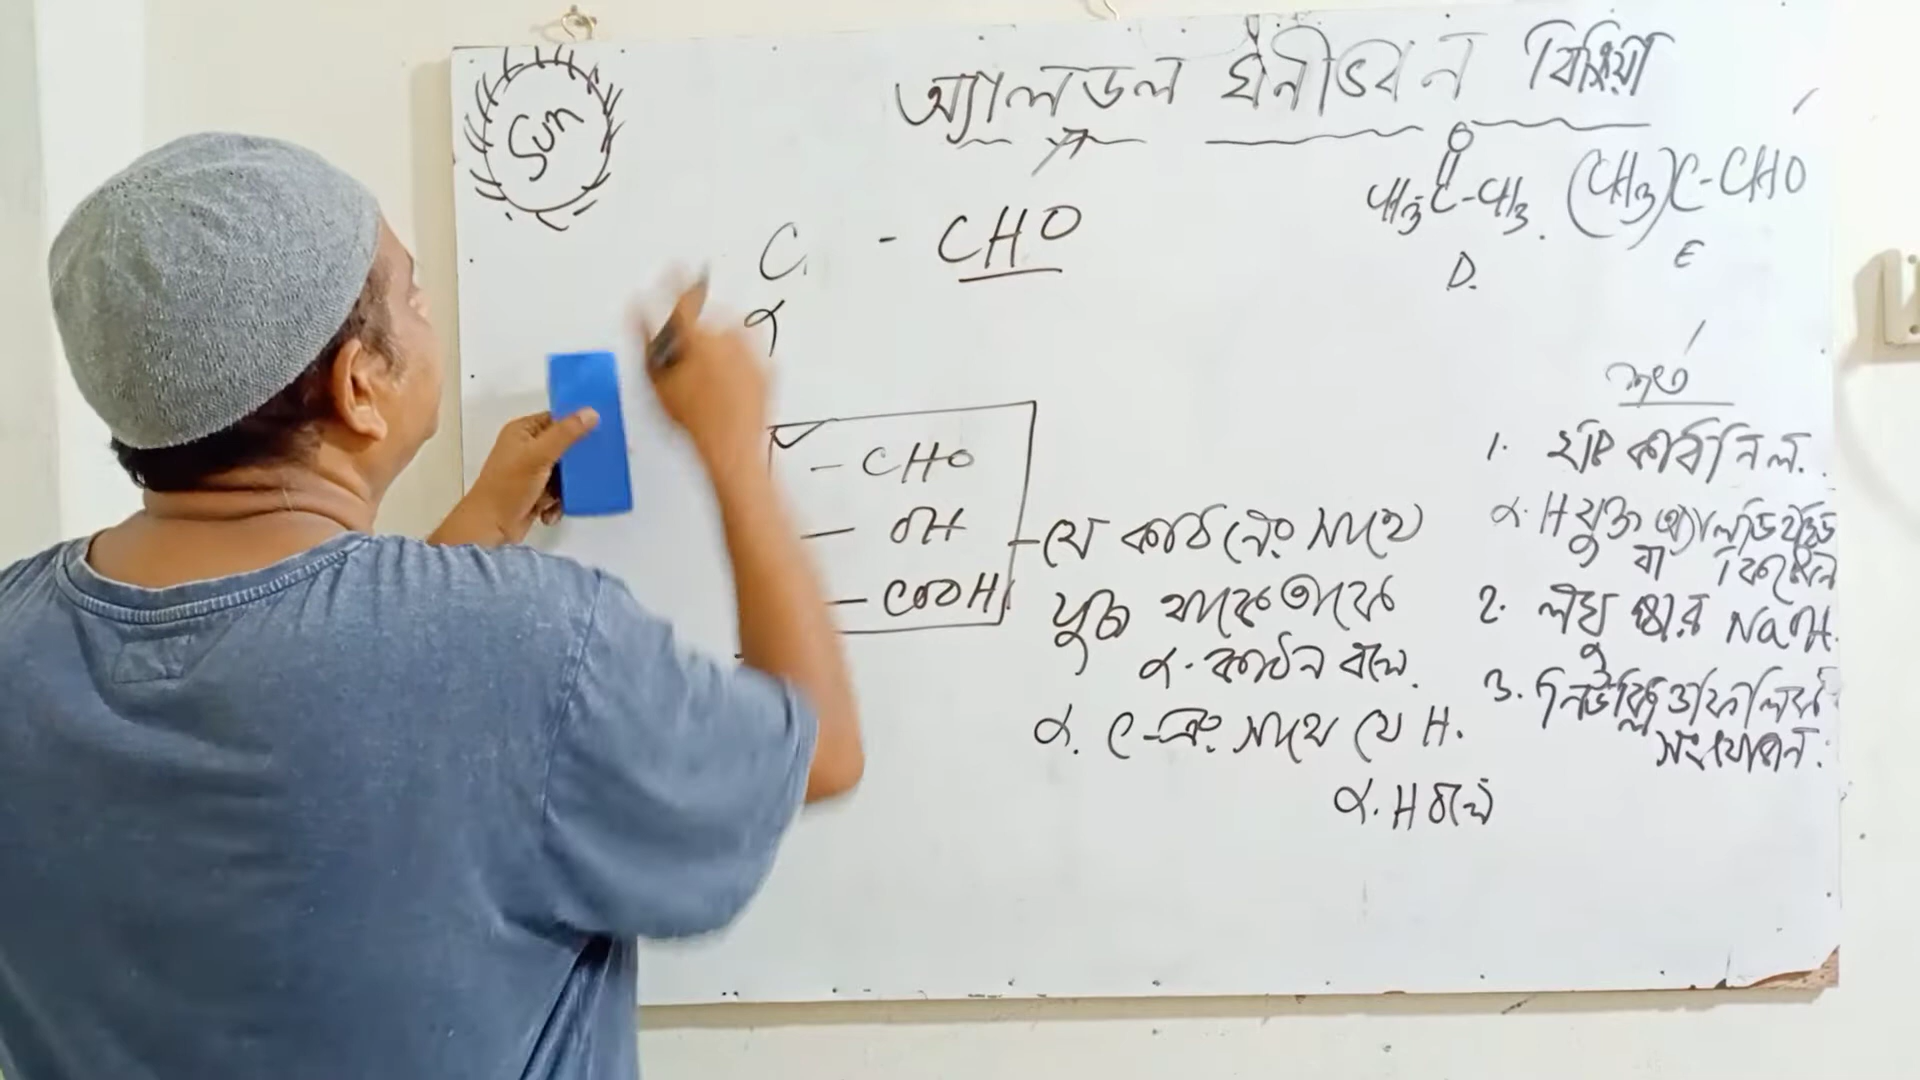 Sun
অ্যালডল ঘনীভবন বিক্রিয়া
C - CHO
α
O
CH3-C-CH3. (CH3)C-CHO
D. E
- CHO
- OH
- COOH
যে কার্বনের সাথে
যুক্ত থাকে তাকে
α. কার্বন বলে.
α. C-এর সাথে যে H.
α. H বলে
শর্ত
1. কার্বনিল.
α. H যুক্ত অ্যালডিহাইড
বা কিটোন
2. লঘু ক্ষার NaOH.
3. নিউক্লিওফিলিক
সংযোজন.